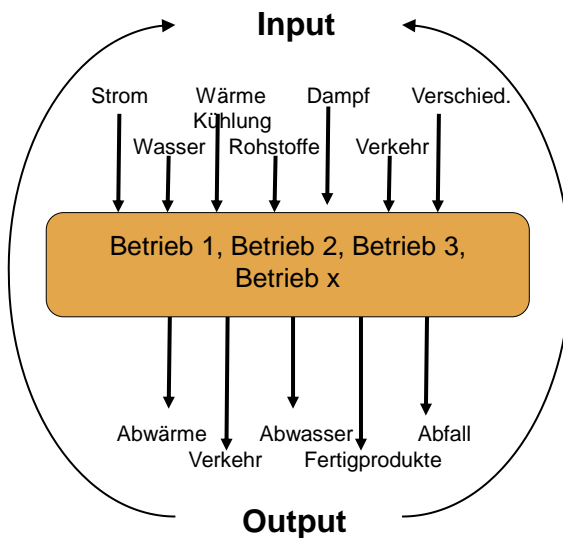 Input
Strom Wärme Dampf Verschied.
Kühlung
Wasser Rohstoffe Verkehr
Betrieb 1, Betrieb 2, Betrieb 3,
Betrieb x
Abwärme Abwasser Abfall
Verkehr Fertigprodukte
Output